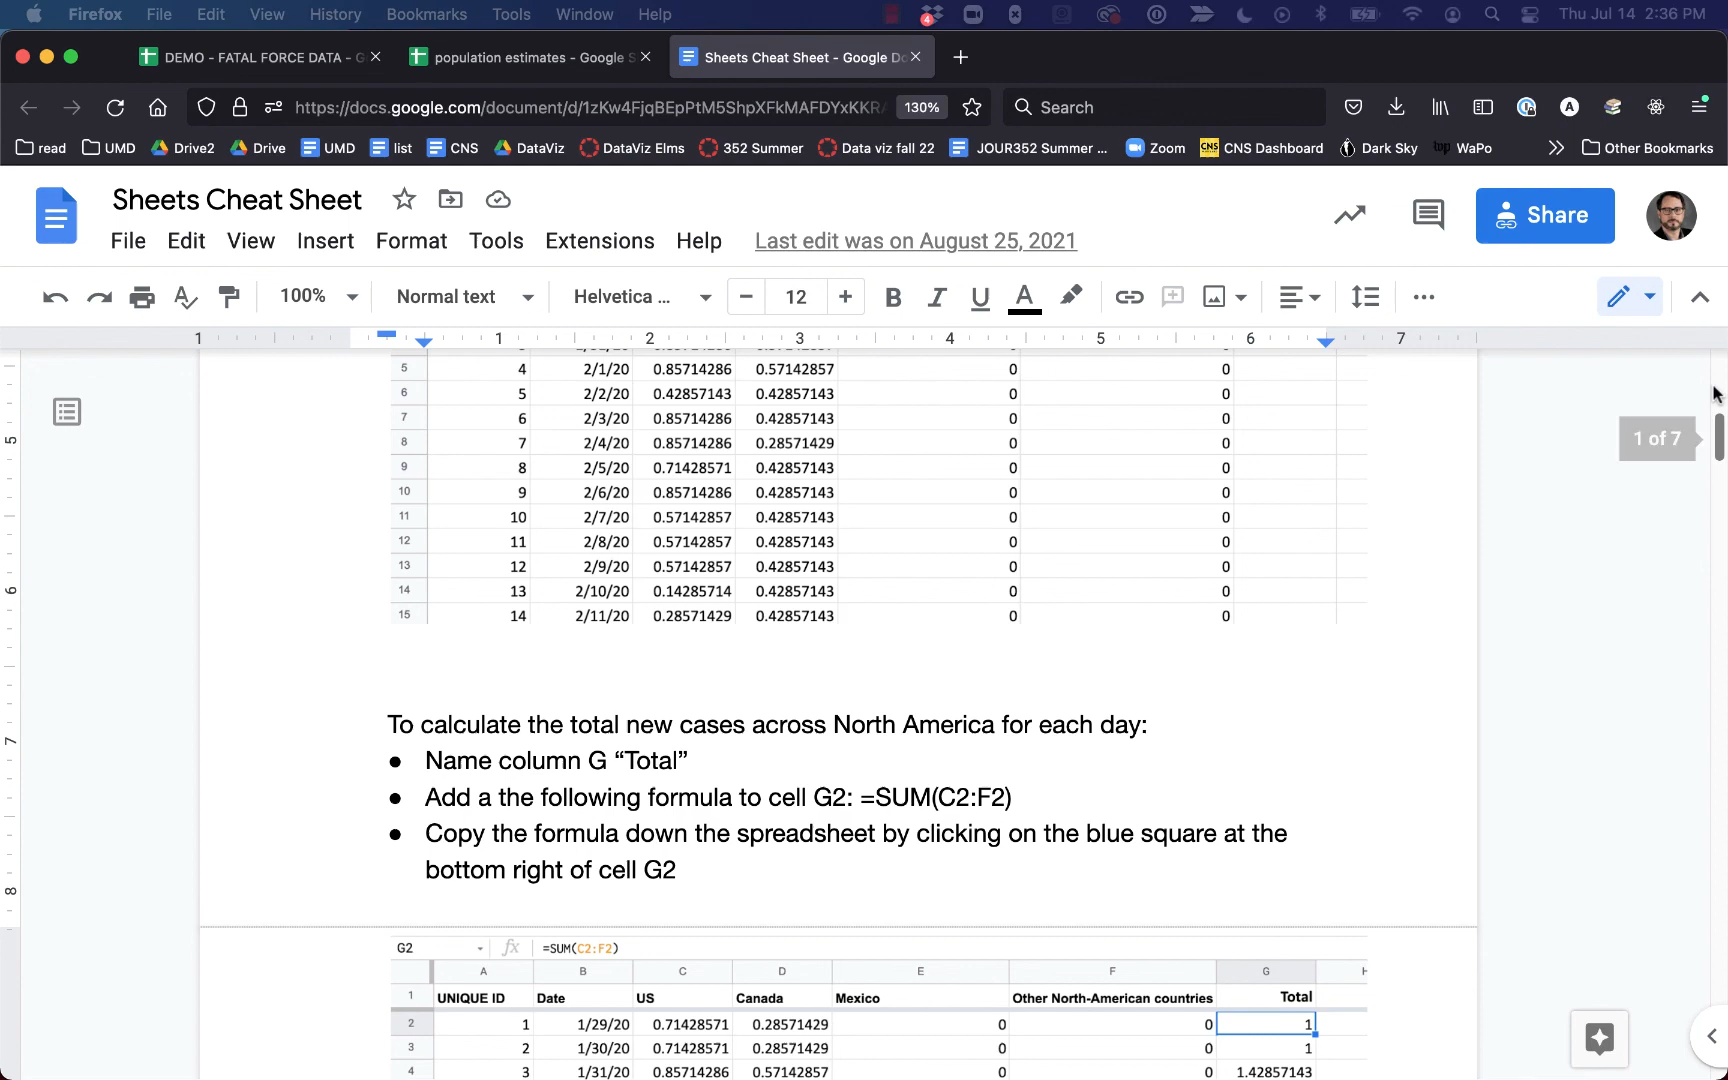 Firefox File Edit View History Bookmarks Tools Window Help 4 Thu Jul 14 2:36 PM
DEMO - FATAL FORCE DATA - G
population estimates - Google S
Sheets Cheat Sheet - Google Do
https://docs.google.com/document/d/1zKw4FjqBEpPtM5ShpXFkMAFDYxKKR 130% Search
read UMD Drive2 Drive UMD list CNS DataViz DataViz Elms 352 Summer Data viz fall 22 JOUR352 Summer ... Zoom CNS CNS Dashboard Dark Sky top WaPo Other Bookmarks
Sheets Cheat Sheet
Share
File Edit View Insert Format Tools Extensions Help Last edit was on August 25, 2021
100% Normal text Helvetica ... 12 B I U A
1 1 2 3 4 5 6 7
5 4 2/1/20 0.85714286 0.57142857 0 0
6 5 2/2/20 0.42857143 0.42857143 0 0
7 6 2/3/20 0.85714286 0.42857143 0 0
8 7 2/4/20 0.85714286 0.28571429 0 0
9 8 2/5/20 0.71428571 0.42857143 0 0
10 9 2/6/20 0.85714286 0.42857143 0 0
11 10 2/7/20 0.57142857 0.42857143 0 0
12 11 2/8/20 0.57142857 0.42857143 0 0
13 12 2/9/20 0.57142857 0.42857143 0 0
14 13 2/10/20 0.14285714 0.42857143 0 0
15 14 2/11/20 0.28571429 0.42857143 0 0
1 of 7
5
6
7
8
To calculate the total new cases across North America for each day:
● Name column G “Total”
● Add a the following formula to cell G2: =SUM(C2:F2)
● Copy the formula down the spreadsheet by clicking on the blue square at the
bottom right of cell G2
G2 fx =SUM(C2:F2)
A B C D E F G H
1 UNIQUE ID Date US Canada Mexico Other North-American countries Total
2 1 1/29/20 0.71428571 0.28571429 0 0 1
3 2 1/30/20 0.71428571 0.28571429 0 0 1
4 3 1/31/20 0.85714286 0.57142857 0 0 1.42857143